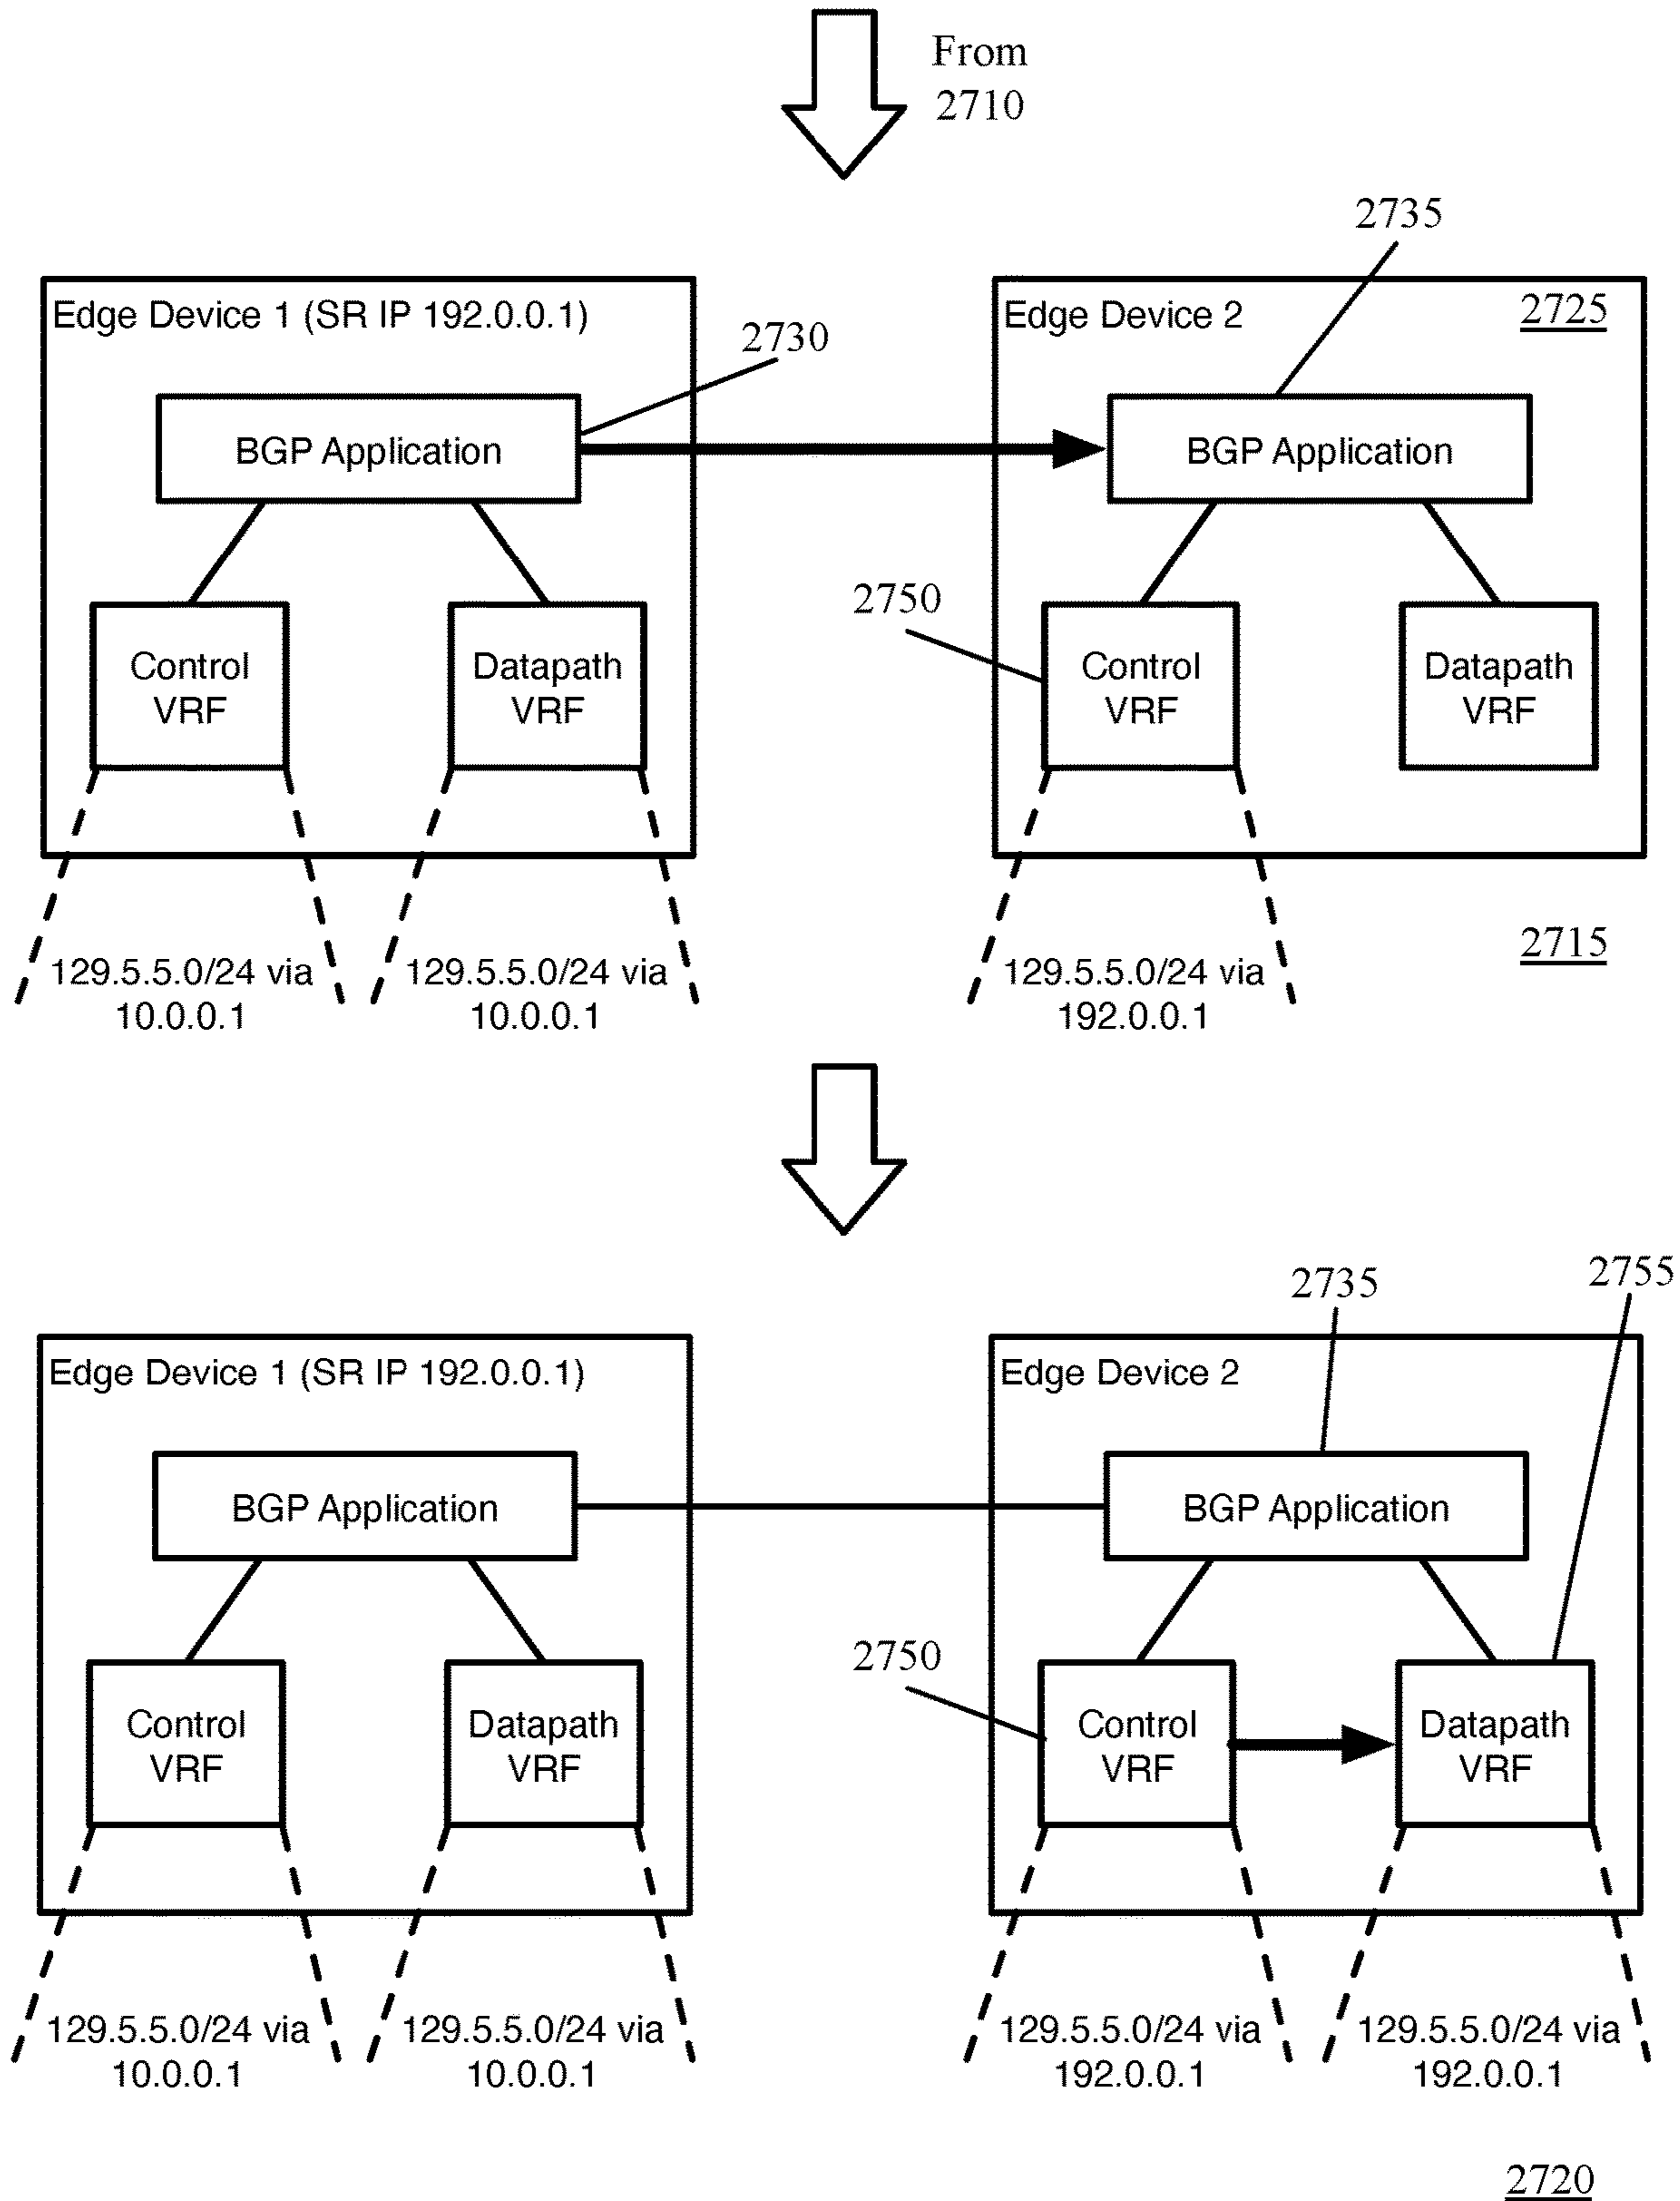 From
2710
2735
Edge Device 1 (SR IP 192.0.0.1)
2730
Edge Device 2
2725
BGP Application
BGP Application
2750
Control
VRF
Datapath
VRF
Control
VRF
Datapath
VRF
2715
129.5.5.0/24 via
10.0.0.1
129.5.5.0/24 via
10.0.0.1
129.5.5.0/24 via
192.0.0.1
2735
2755
Edge Device 1 (SR IP 192.0.0.1)
Edge Device 2
BGP Application
BGP Application
2750
Control
VRF
Datapath
VRF
Control
VRF
Datapath
VRF
129.5.5.0/24 via
10.0.0.1
129.5.5.0/24 via
10.0.0.1
129.5.5.0/24 via
192.0.0.1
129.5.5.0/24 via
192.0.0.1
2720